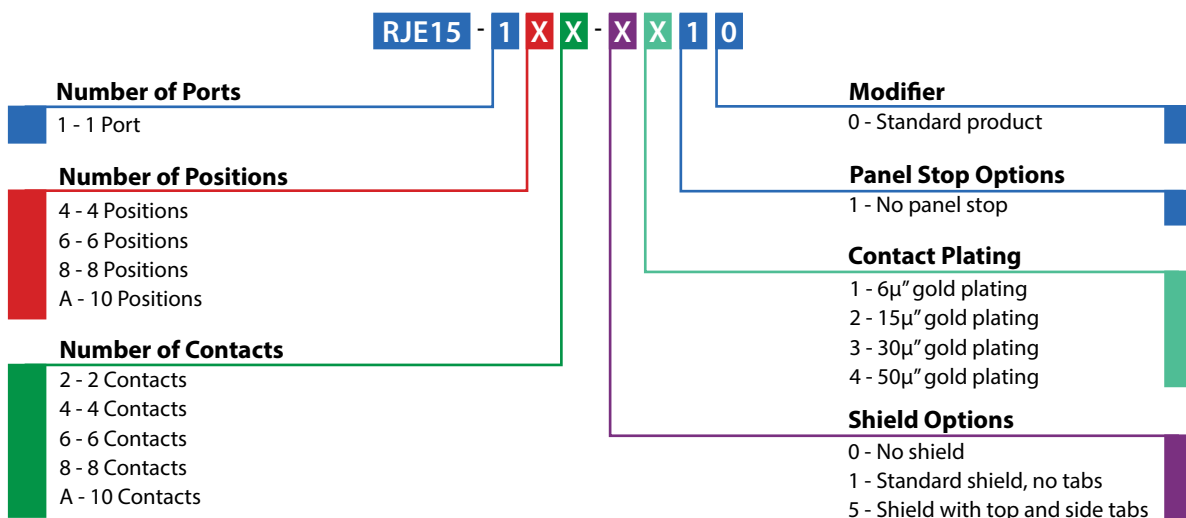 RJE15 - 1 X X - X X 1 0
Number of Ports
1 - 1 Port
Number of Positions
4 - 4 Positions
6 - 6 Positions
8 - 8 Positions
A - 10 Positions
Number of Contacts
2 - 2 Contacts
4 - 4 Contacts
6 - 6 Contacts
8 - 8 Contacts
A - 10 Contacts
Modifier
0 - Standard product
Panel Stop Options
1 - No panel stop
Contact Plating
1 - 6µ” gold plating
2 - 15µ” gold plating
3 - 30µ” gold plating
4 - 50µ” gold plating
Shield Options
0 - No shield
1 - Standard shield, no tabs
5 - Shield with top and side tabs